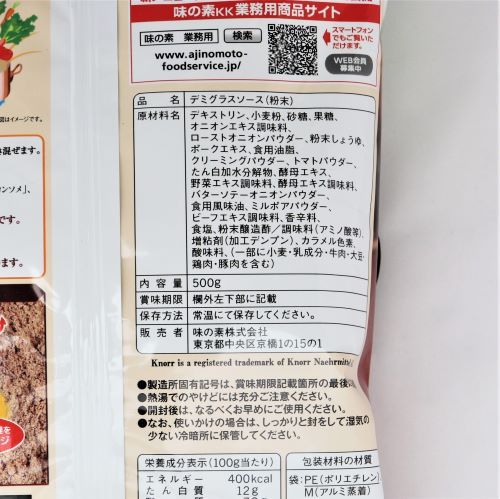 味の素KK業務用商品サイト
味の素 業務用 検索
www.ajinomoto-
foodservice.jp/
スマートフォン
でもご覧いた
だけます。
WEB会員
募集中
品名 デミグラスソース(粉末)
原材料名 デキストリン、小麦粉、砂糖、果糖、
オニオンエキス調味料、
ローストオニオンパウダー、粉末しょうゆ、
ポークエキス、食用油脂、
クリーミングパウダー、トマトパウダー、
たん白加水分解物、酵母エキス、
野菜エキス調味料、酵母エキス調味料、
バターソテーオニオンパウダー、
食用風味油、ミルポアパウダー、
ビーフエキス調味料、香辛料、
食塩、粉末醸造酢/調味料(アミノ酸等)、
増粘剤(加工デンプン)、カラメル色素、
酸味料、(一部に小麦・乳成分・牛肉・大豆・
鶏肉・豚肉を含む)
内容量 500g
賞味期限 欄外左下部に記載
保存方法 常温にて保存してください。
販売者 味の素株式会社
東京都中央区京橋1の15の1
Knorr is a registered trademark of Knorr Naehrmitt
●製造所固有記号は、賞味期限記載箇所の最後
●熱湯でのやけどには充分ご注意ください。
●開封後は、なるべくお早めにご使用ください。
●なお、使いかけの場合は、しっかりと封をして湿気の
少ない冷暗所に保管してください。
栄養成分表示(100g当たり)
エネルギー 400kcal
たん白質 12g
包装材料の材質
袋:PE(ポリエチレン)
M(アルミ蒸着)
図はイメージです。
混ぜます。
コンソメ」、
です。